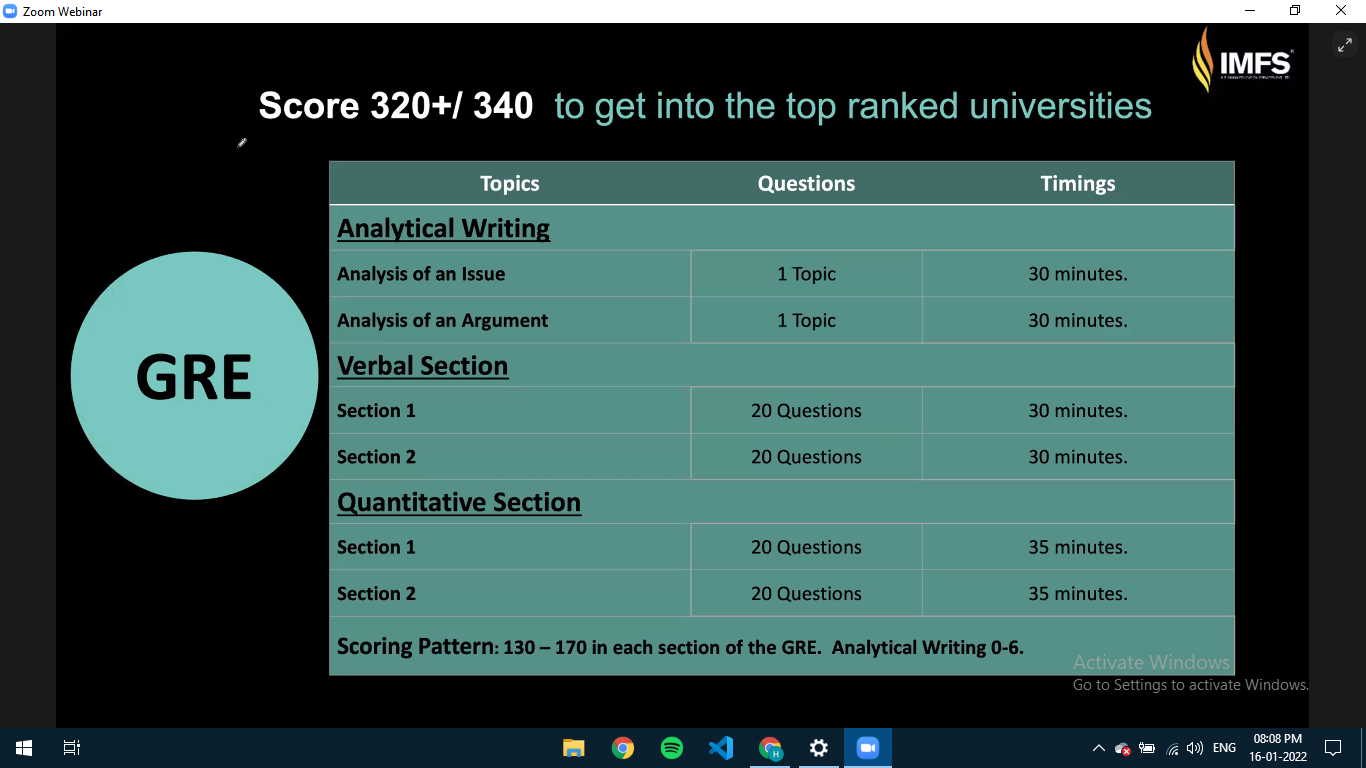 Zoom Webinar
IMFS
Score 320+/ 340 to get into the top ranked universities
GRE
Topics Questions Timings
Analytical Writing
Analysis of an Issue 1 Topic 30 minutes.
Analysis of an Argument 1 Topic 30 minutes.
Verbal Section
Section 1 20 Questions 30 minutes.
Section 2 20 Questions 30 minutes.
Quantitative Section
Section 1 20 Questions 35 minutes.
Section 2 20 Questions 35 minutes.
Scoring Pattern: 130 – 170 in each section of the GRE. Analytical Writing 0-6.
Activate Windows
Go to Settings to activate Windows.
H
ENG
08:08 PM
16-01-2022